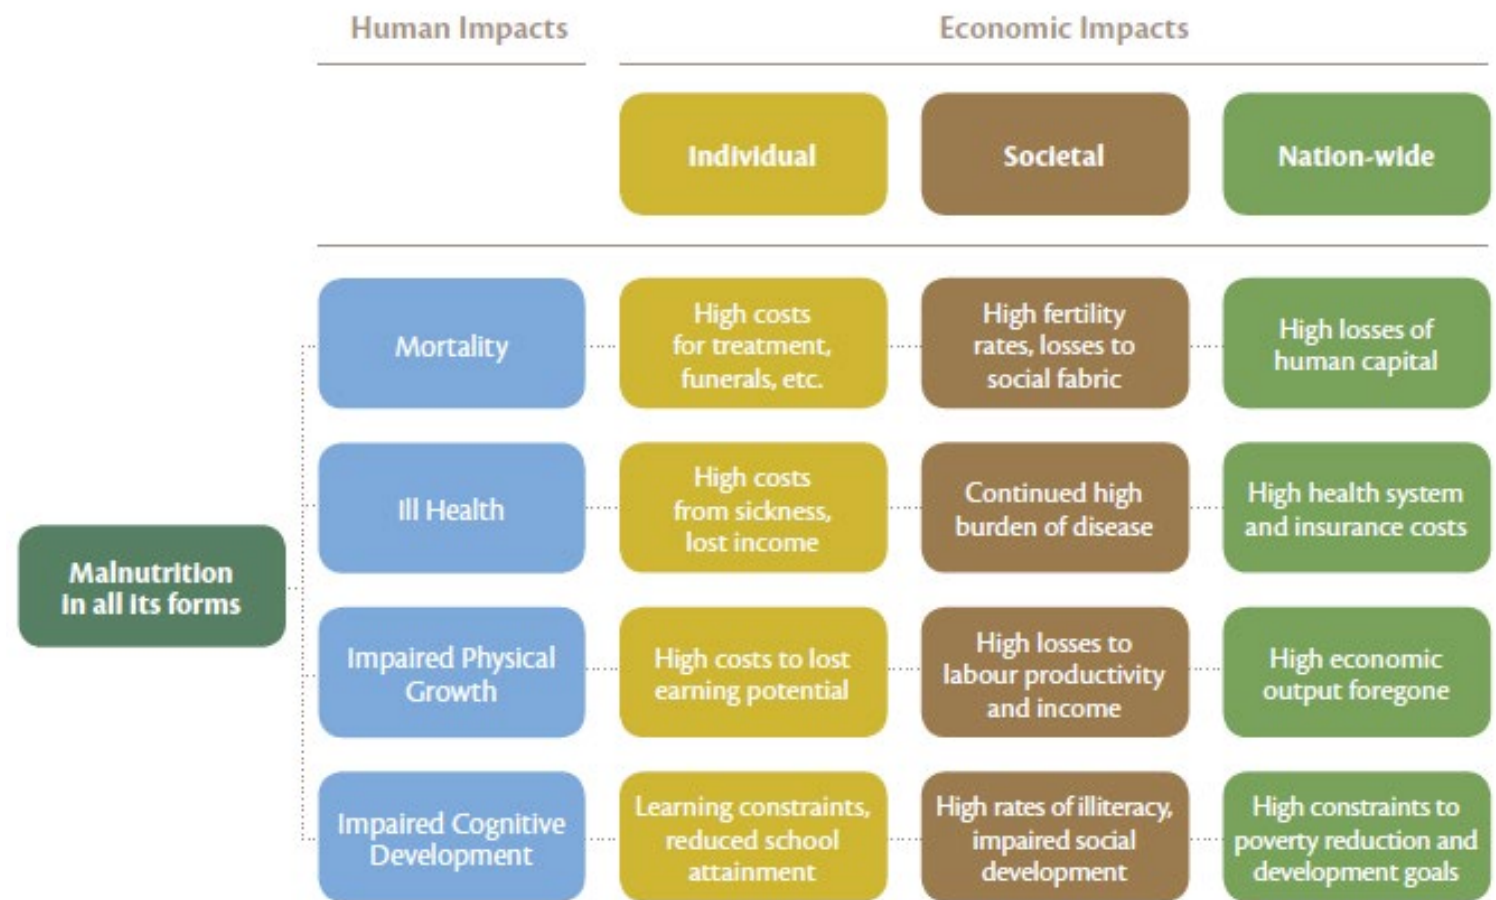 Human Impacts
Economic Impacts
Individual
Societal
Nation-wide
Mortality
High costs
for treatment,
funerals, etc.
High fertility
rates, losses to
social fabric
High losses of
human capital
Ill Health
High costs
from sickness,
lost income
Continued high
burden of disease
High health system
and insurance costs
Malnutrition
in all its forms
Impaired Physical
Growth
High costs to lost
earning potential
High losses to
labour productivity
and income
High economic
output foregone
Impaired Cognitive
Development
Learning constraints,
reduced school
attainment
High rates of illiteracy,
impaired social
development
High constraints to
poverty reduction and
development goals